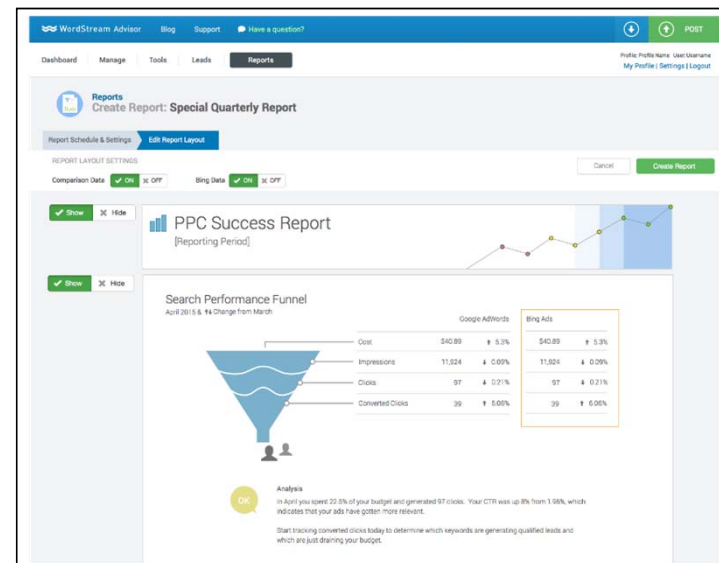 WordStream Advisor Blog Support Have a question? POST
Dashboard Manage Tools Leads Reports
Profile: Profile Name User: Username
My Profile | Settings | Logout
Reports
Create Report: Special Quarterly Report
Report Schedule & Settings Edit Report Layout
REPORT LAYOUT SETTINGS
Comparison Data ON OFF Bing Data ON OFF
Cancel Create Report
Show Hide
PPC Success Report
[Reporting Period]
Show Hide
Search Performance Funnel
April 2015 & Change from March
Google AdWords Bing Ads
Cost $40.89 5.3% $40.89 5.3%
Impressions 11,924 0.09% 11,924 0.09%
Clicks 97 0.21% 97 0.21%
Converted Clicks 39 6.06% 39 6.06%
OK
Analysis
In April you spent 22.5% of your budget and generated 97 clicks. Your CTR was up 8% from 1.96%, which
indicates that your ads have gotten more relevant.
Start tracking converted clicks today to determine which keywords are generating qualified leads and
which are just draining your budget.